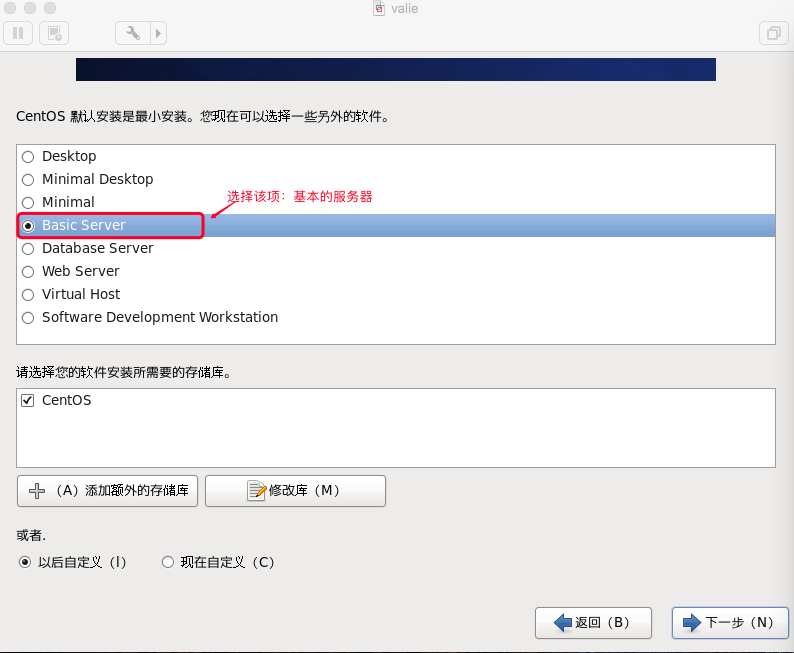 valie
CentOS 默认安装是最小安装。您现在可以选择一些另外的软件。
Desktop
Minimal Desktop
Minimal
选择该项：基本的服务器
Basic Server
Database Server
Web Server
Virtual Host
Software Development Workstation
请选择您的软件安装所需要的存储库。
CentOS
（A）添加额外的存储库
修改库（M）
或者.
以后自定义（l）
现在自定义（C）
返回（B）
下一步（N）